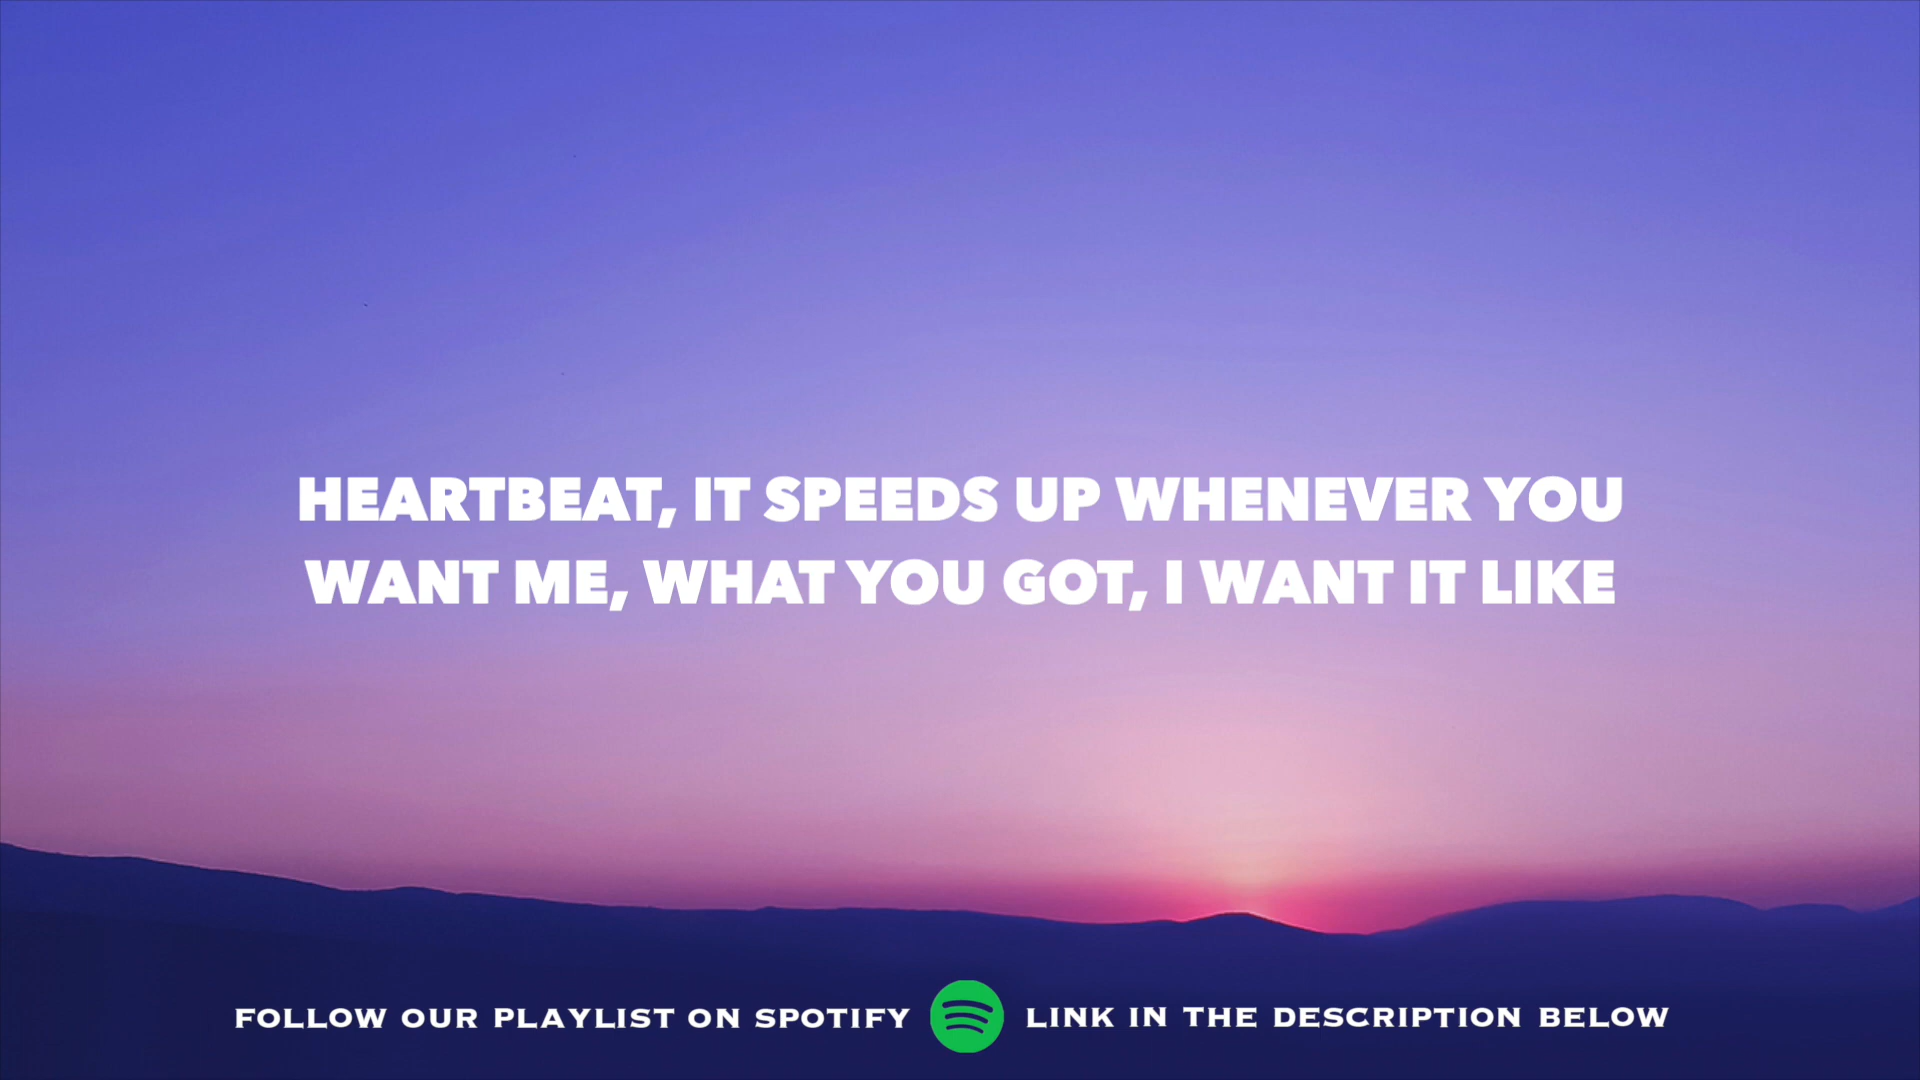 HEARTBEAT, IT SPEEDS UP WHENEVER YOU
WANT ME, WHAT YOU GOT, I WANT IT LIKE
FOLLOW OUR PLAYLIST ON SPOTIFY LINK IN THE DESCRIPTION BELOW